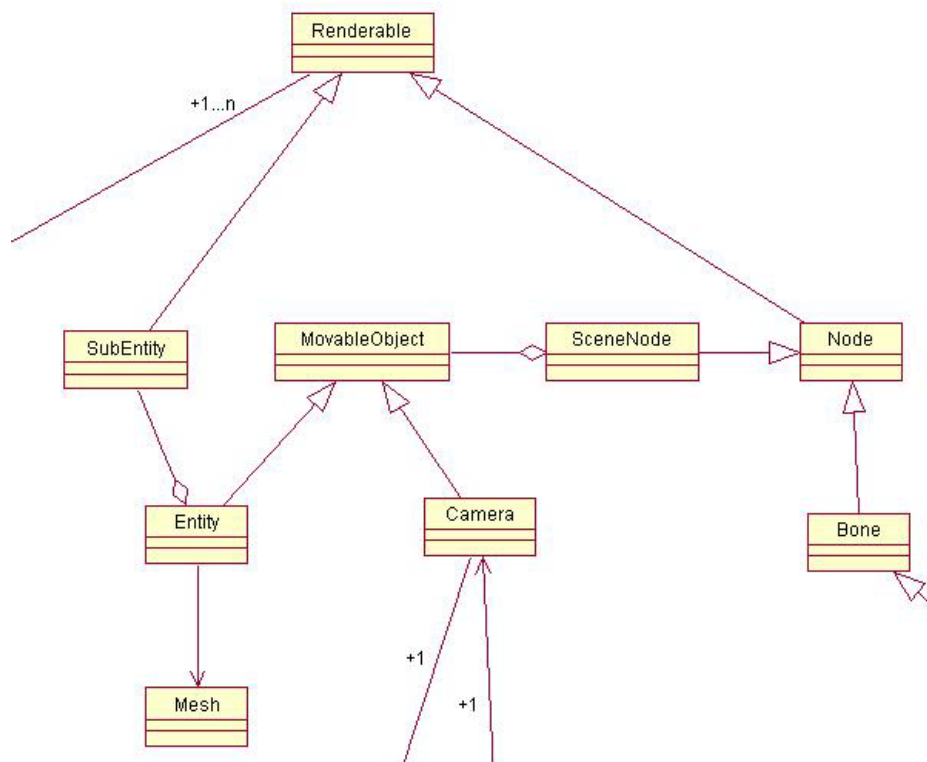 Renderable
+1...n
SubEntity
MovableObject
SceneNode
Node
Entity
Camera
Bone
+1
+1
Mesh